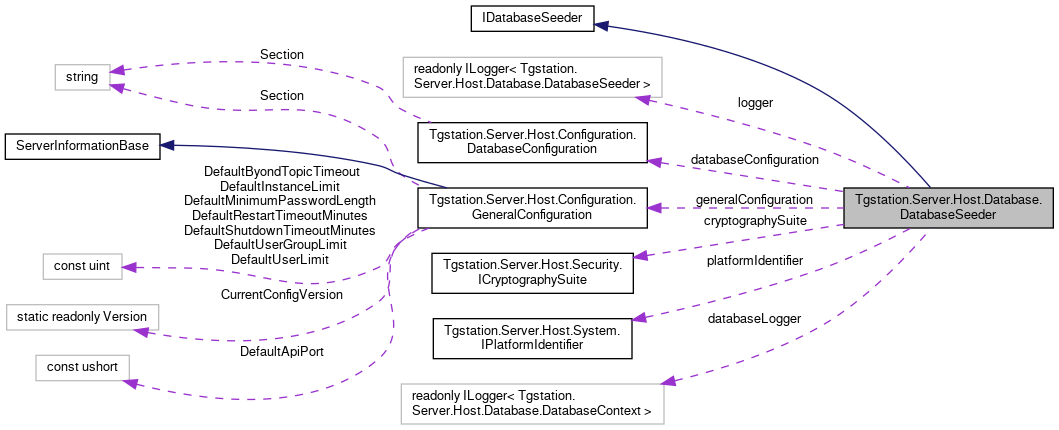 IDatabaseSeeder
Section
string
readonly ILogger< Tgstation.
Server.Host.Database.DatabaseSeeder >
logger
Section
Tgstation.Server.Host.Configuration.
DatabaseConfiguration
ServerInformationBase
databaseConfiguration
DefaultByondTopicTimeout
DefaultInstanceLimit
DefaultMinimumPasswordLength
DefaultRestartTimeoutMinutes
DefaultShutdownTimeoutMinutes
DefaultUserGroupLimit
DefaultUserLimit
Tgstation.Server.Host.Configuration.
GeneralConfiguration
generalConfiguration
Tgstation.Server.Host.Database.
DatabaseSeeder
cryptographySuite
const uint
Tgstation.Server.Host.Security.
ICryptographySuite
platformIdentifier
CurrentConfigVersion
static readonly Version
Tgstation.Server.Host.System.
IPlatformIdentifier
databaseLogger
DefaultApiPort
const ushort
readonly ILogger< Tgstation.
Server.Host.Database.DatabaseContext >